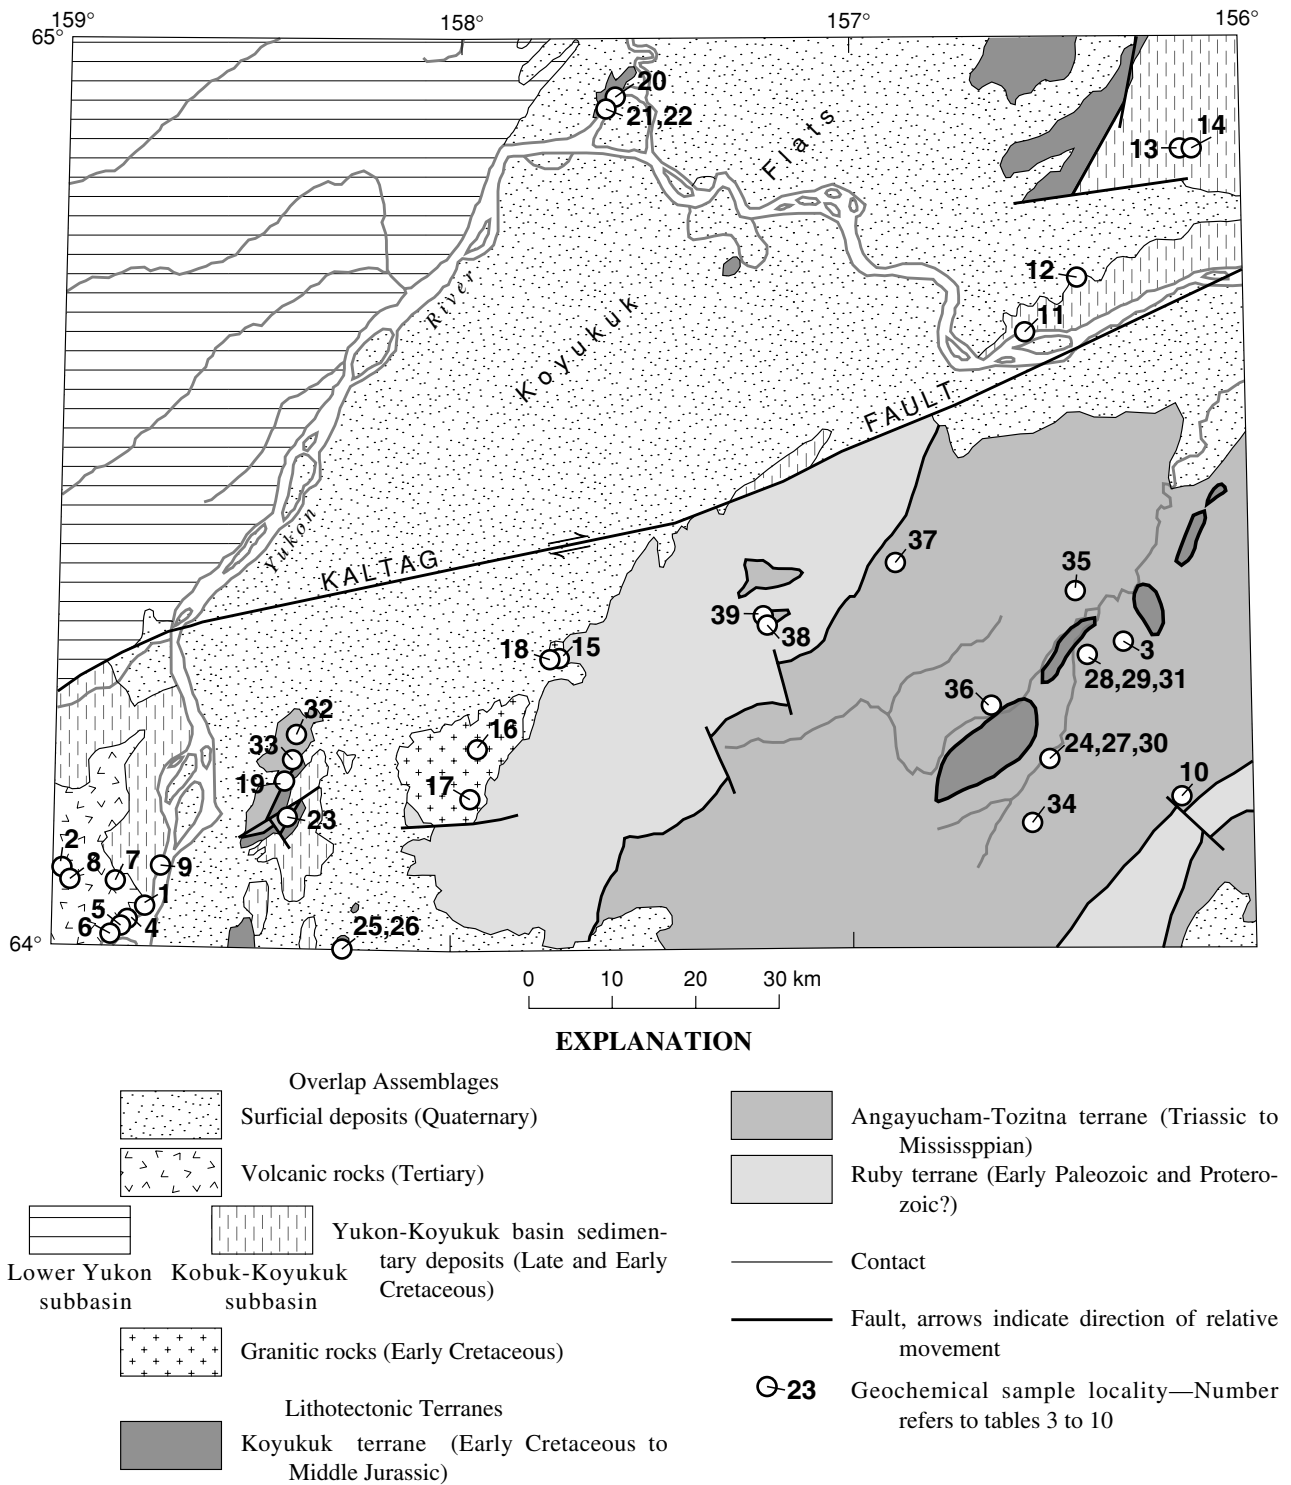 159°
158°
157°
156°
65°
20
21,22
Flats
14
13
12
11
River
Koyukuk
FAULT
Yukon
KALTAG
37
35
39
38
3
28,29,31
18
15
36
32
16
33
24,27,30
19
17
10
23
34
2
8
7
9
1
5
6
4
25,26
64°
0 10 20 30 km
EXPLANATION
Overlap Assemblages
Surficial deposits (Quaternary)
Volcanic rocks (Tertiary)
Yukon-Koyukuk basin sedimen-
tary deposits (Late and Early
Cretaceous)
Lower Yukon
subbasin
Kobuk-Koyukuk
subbasin
Granitic rocks (Early Cretaceous)
Lithotectonic Terranes
Koyukuk terrane (Early Cretaceous to
Middle Jurassic)
Angayucham-Tozitna terrane (Triassic to
Mississppian)
Ruby terrane (Early Paleozoic and Protero-
zoic?)
Contact
Fault, arrows indicate direction of relative
movement
23
Geochemical sample locality—Number
refers to tables 3 to 10